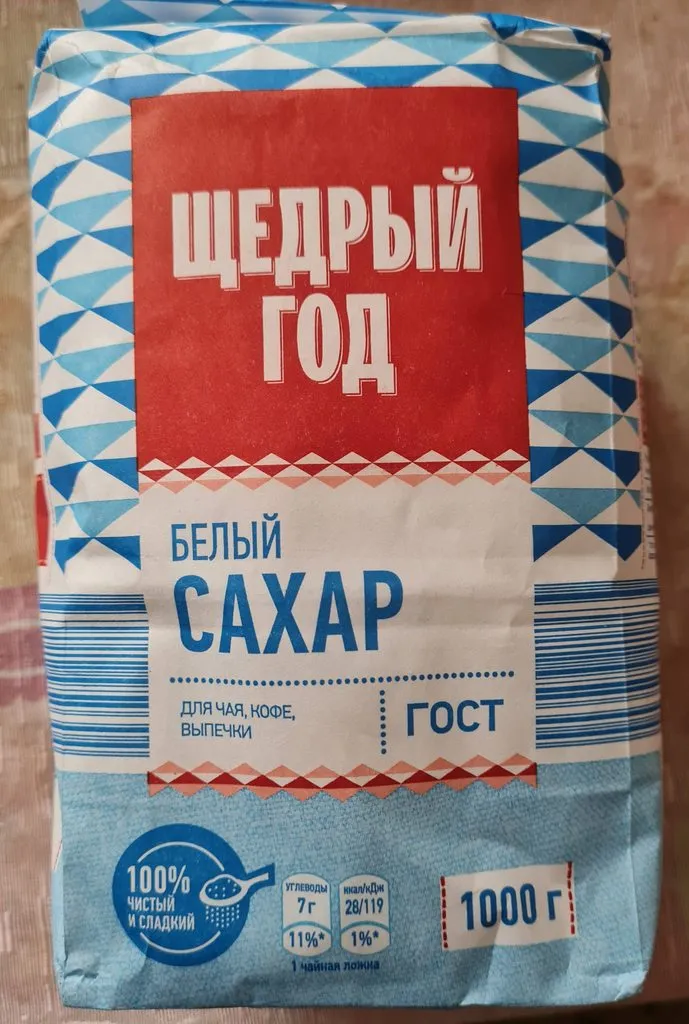 ЩЕДРЫЙ
ГОД
БЕЛЫЙ
САХАР
ДЛЯ ЧАЯ, КОФЕ,
ВЫПЕЧКИ
ГОСТ
100%
ЧИСТЫЙ
И СЛАДКИЙ
УГЛЕВОДЫ
7 г
11%*
ккал/кДж
28/119
1%*
1 чайная ложка
1000 г